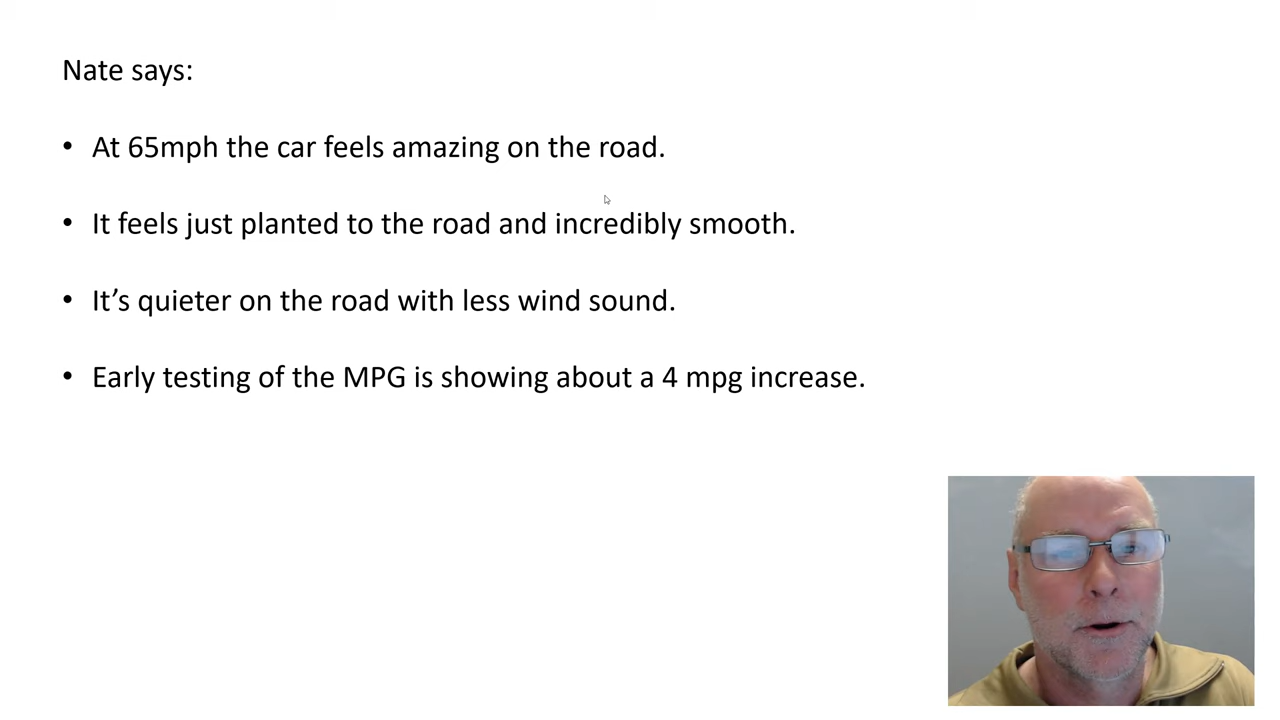 Nate says:
• At 65mph the car feels amazing on the road.
• It feels just planted to the road and incredibly smooth.
• It’s quieter on the road with less wind sound.
• Early testing of the MPG is showing about a 4 mpg increase.